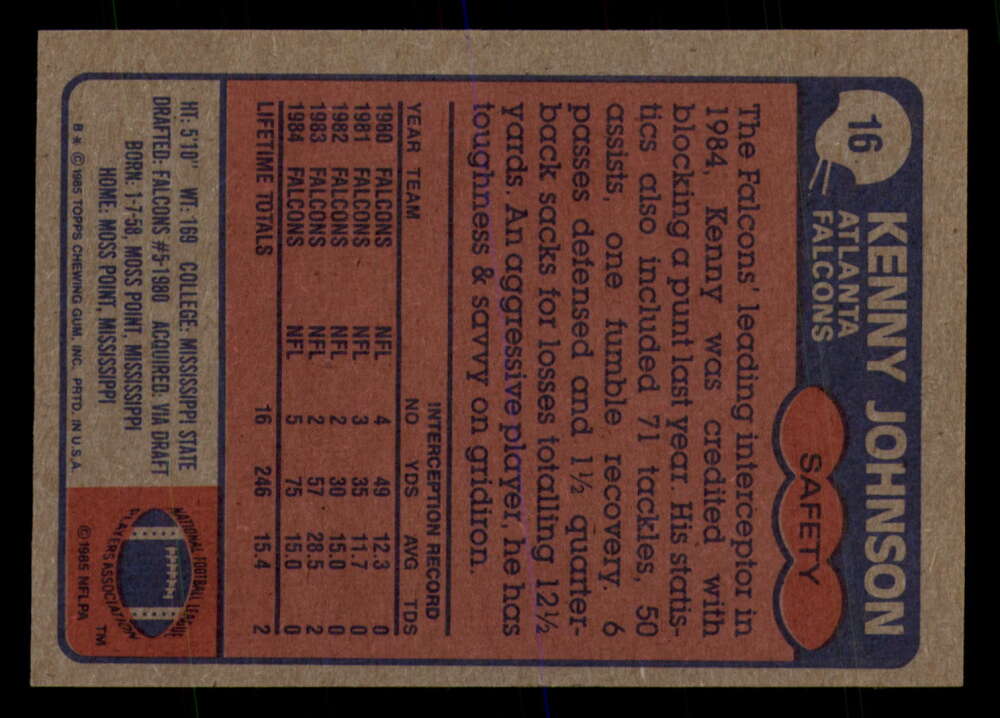 16
KENNY JOHNSON
ATLANTA
FALCONS
SAFETY
The Falcons' leading interceptor in
1984, Kenny was credited with
blocking a punt last year. His statis-
tics also included 71 tackles, 50
assists, one fumble recovery, 6
passes defensed and 1½ quarter-
back sacks for losses totalling 12½
yards. An aggressive player, he has
toughness & savvy on gridiron.
INTERCEPTION RECORD
YEAR TEAM NO YDS AVG TDS
1980 FALCONS NFL 4 49 12.3 0
1981 FALCONS NFL 3 35 11.7 0
1982 FALCONS NFL 2 30 15.0 0
1983 FALCONS NFL 2 57 28.5 2
1984 FALCONS NFL 5 75 15.0 0
LIFETIME TOTALS 16 246 15.4 2
HT: 5'10" WT: 169 COLLEGE: MISSISSIPPI STATE
DRAFTED: FALCONS #5-1980 ACQUIRED: VIA DRAFT
BORN: 1-7-58, MOSS POINT, MISSISSIPPI
HOME: MOSS POINT, MISSISSIPPI
B * © 1985 TOPPS CHEWING GUM, INC. PRTD. IN U.S.A.
NATIONAL FOOTBALL LEAGUE
PLAYERS ASSOCIATION
TM
© 1985 NFLPA